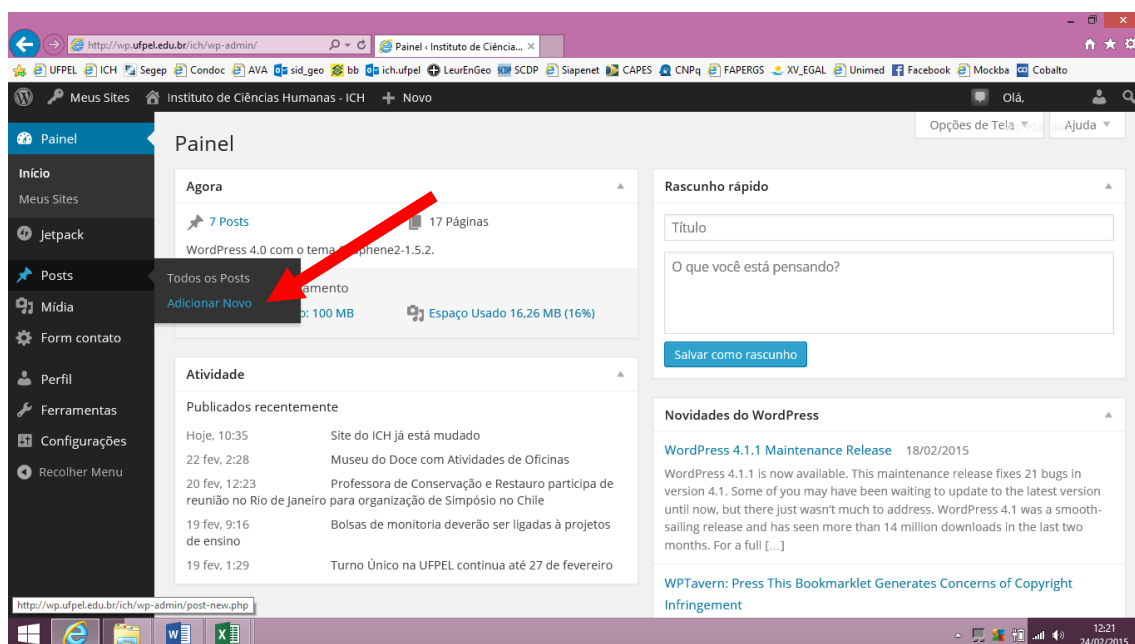 http://wp.ufpel.edu.br/ich/wp-admin/
Painel ‹ Instituto de Ciência...
UFPEL ICH Segep Condoc AVA sid_geo bb ich.ufpel LeurEnGeo SCDP Siapenet CAPES CNPq FAPERGS XV_EGAL Unimed Facebook Mockba Cobalto
Meus Sites Instituto de Ciências Humanas - ICH + Novo Olá,
Opções de Tela Ajuda
Painel
Início
Meus Sites
Jetpack
Posts
Todos os Posts
Adicionar Novo
Mídia
Form contato
Perfil
Ferramentas
Configurações
Recolher Menu
Painel
Agora
7 Posts 17 Páginas
WordPress 4.0 com o tema phene2-1.5.2.
amento
o: 100 MB Espaço Usado 16,26 MB (16%)
Atividade
Publicados recentemente
Hoje, 10:35 Site do ICH já está mudado
22 fev, 2:28 Museu do Doce com Atividades de Oficinas
20 fev, 12:23 Professora de Conservação e Restauro participa de
reunião no Rio de Janeiro para organização de Simpósio no Chile
19 fev, 9:16 Bolsas de monitoria deverão ser ligadas à projetos
de ensino
19 fev, 1:29 Turno Único na UFPEL continua até 27 de fevereiro
Rascunho rápido
Título
O que você está pensando?
Salvar como rascunho
Novidades do WordPress
WordPress 4.1.1 Maintenance Release 18/02/2015
WordPress 4.1.1 is now available. This maintenance release fixes 21 bugs in
version 4.1. Some of you may have been waiting to update to the latest version
until now, but there just wasn't much to address. WordPress 4.1 was a smooth-
sailing release and has seen more than 14 million downloads in the last two
months. For a full [...]
WPTavern: Press This Bookmarklet Generates Concerns of Copyright
Infringement
http://wp.ufpel.edu.br/ich/wp-admin/post-new.php
12:21
24/02/2015